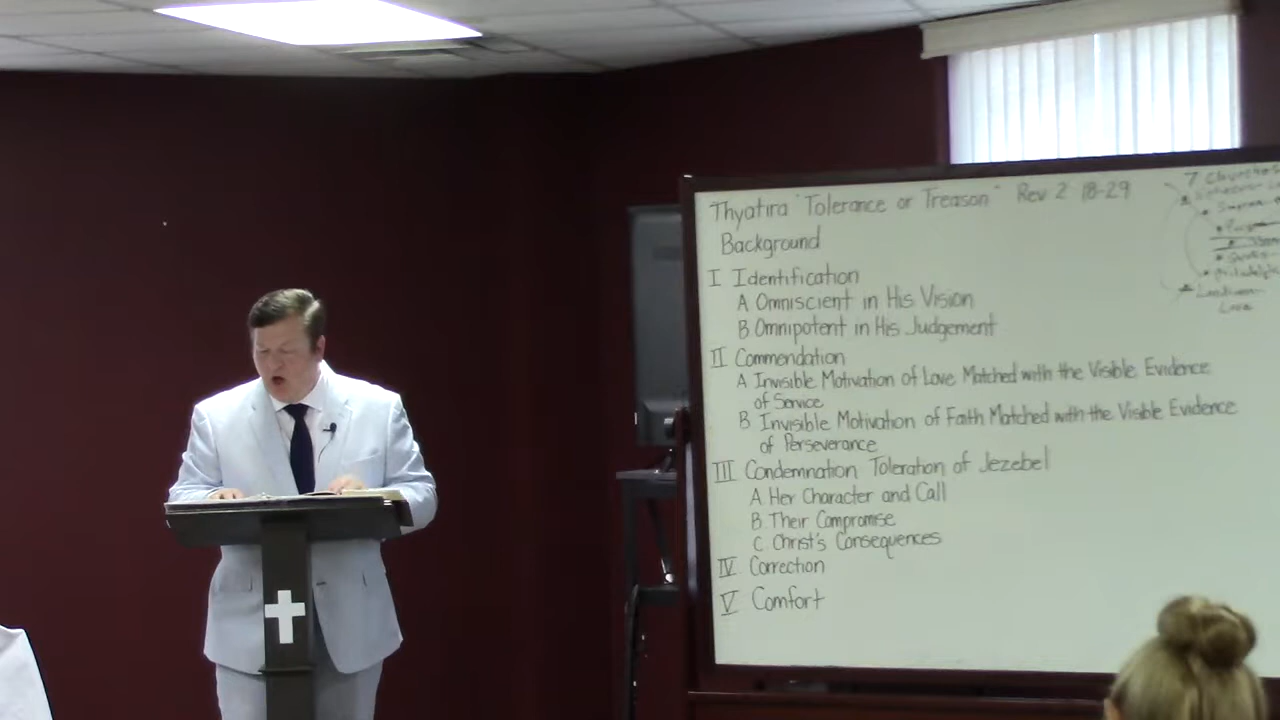 Thyatira "Tolerance or Treason" Rev 2 18-29
Background
I Identification
A Omniscient in His Vision
B Omnipotent in His Judgement
II Commendation
A Invisible Motivation of Love Matched with the Visible Evidence
of Service
B Invisible Motivation of Faith Matched with the Visible Evidence
of Perseverance
III Condemnation Toleration of Jezebel
A. Her Character and Call
B. Their Compromise
C. Christ's Consequences
IV Correction
V Comfort
7 Churches
Smyrna